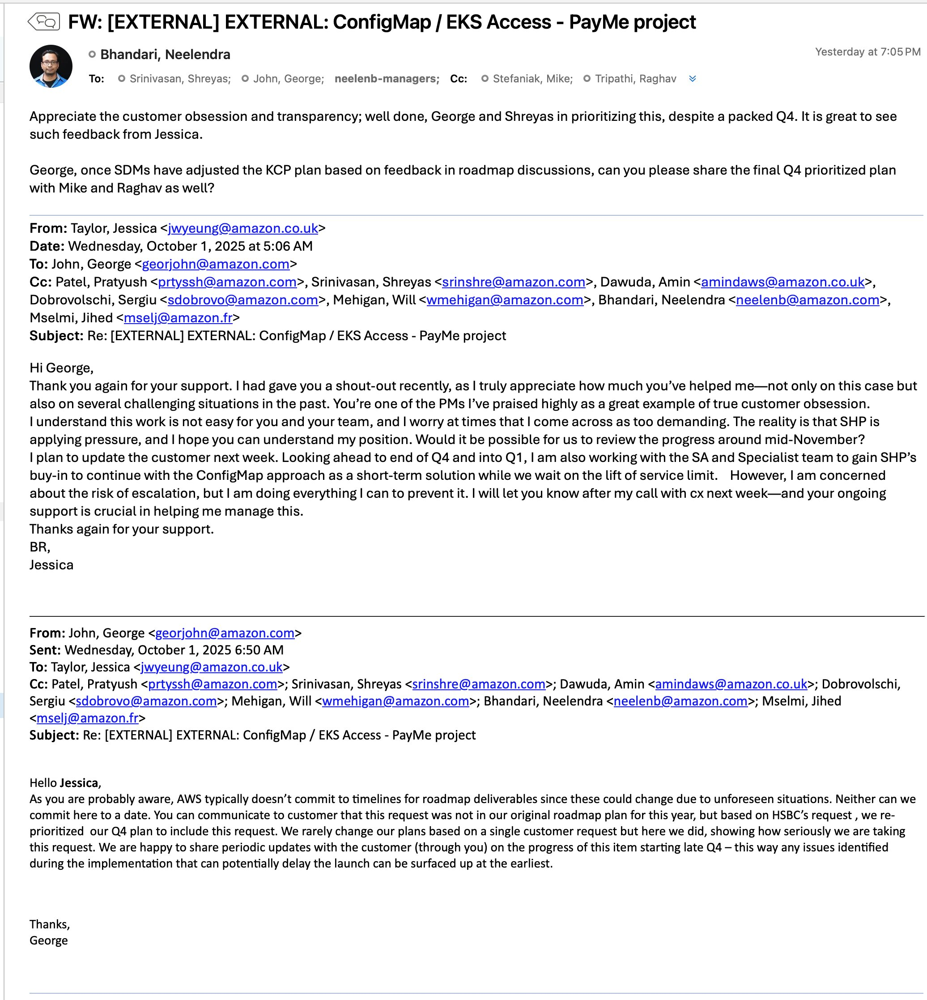 FW: [EXTERNAL] EXTERNAL: ConfigMap / EKS Access - PayMe project
Bhandari, Neelendra
Yesterday at 7:05 PM
To: Srinivasan, Shreyas; John, George; neelenb-managers; Cc: Stefaniak, Mike; Tripathi, Raghav
Appreciate the customer obsession and transparency; well done, George and Shreyas in prioritizing this, despite a packed Q4. It is great to see
such feedback from Jessica.
George, once SDMs have adjusted the KCP plan based on feedback in roadmap discussions, can you please share the final Q4 prioritized plan
with Mike and Raghav as well?
From: Taylor, Jessica <jwyeung@amazon.co.uk>
Date: Wednesday, October 1, 2025 at 5:06 AM
To: John, George <georjohn@amazon.com>
Cc: Patel, Pratyush <prtyssh@amazon.com>, Srinivasan, Shreyas <srinshre@amazon.com>, Dawuda, Amin <amindaws@amazon.co.uk>,
Dobrovolschi, Sergiu <sdobrovo@amazon.com>, Mehigan, Will <wmehigan@amazon.com>, Bhandari, Neelendra <neelenb@amazon.com>,
Mselmi, Jihed <mselj@amazon.fr>
Subject: Re: [EXTERNAL] EXTERNAL: ConfigMap / EKS Access - PayMe project
Hi George,
Thank you again for your support. I had gave you a shout-out recently, as I truly appreciate how much you’ve helped me—not only on this case but
also on several challenging situations in the past. You’re one of the PMs I’ve praised highly as a great example of true customer obsession.
I understand this work is not easy for you and your team, and I worry at times that I come across as too demanding. The reality is that SHP is
applying pressure, and I hope you can understand my position. Would it be possible for us to review the progress around mid-November?
I plan to update the customer next week. Looking ahead to end of Q4 and into Q1, I am also working with the SA and Specialist team to gain SHP’s
buy-in to continue with the ConfigMap approach as a short-term solution while we wait on the lift of service limit. However, I am concerned
about the risk of escalation, but I am doing everything I can to prevent it. I will let you know after my call with cx next week—and your ongoing
support is crucial in helping me manage this.
Thanks again for your support.
BR,
Jessica
From: John, George <georjohn@amazon.com>
Sent: Wednesday, October 1, 2025 6:50 AM
To: Taylor, Jessica <jwyeung@amazon.co.uk>
Cc: Patel, Pratyush <prtyssh@amazon.com>; Srinivasan, Shreyas <srinshre@amazon.com>; Dawuda, Amin <amindaws@amazon.co.uk>; Dobrovolschi,
Sergiu <sdobrovo@amazon.com>; Mehigan, Will <wmehigan@amazon.com>; Bhandari, Neelendra <neelenb@amazon.com>; Mselmi, Jihed
<mselj@amazon.fr>
Subject: Re: [EXTERNAL] EXTERNAL: ConfigMap / EKS Access - PayMe project
Hello Jessica,
As you are probably aware, AWS typically doesn’t commit to timelines for roadmap deliverables since these could change due to unforeseen situations. Neither can we
commit here to a date. You can communicate to customer that this request was not in our original roadmap plan for this year, but based on HSBC’s request , we re-
prioritized our Q4 plan to include this request. We rarely change our plans based on a single customer request but here we did, showing how seriously we are taking
this request. We are happy to share periodic updates with the customer (through you) on the progress of this item starting late Q4 – this way any issues identified
during the implementation that can potentially delay the launch can be surfaced up at the earliest.
Thanks,
George